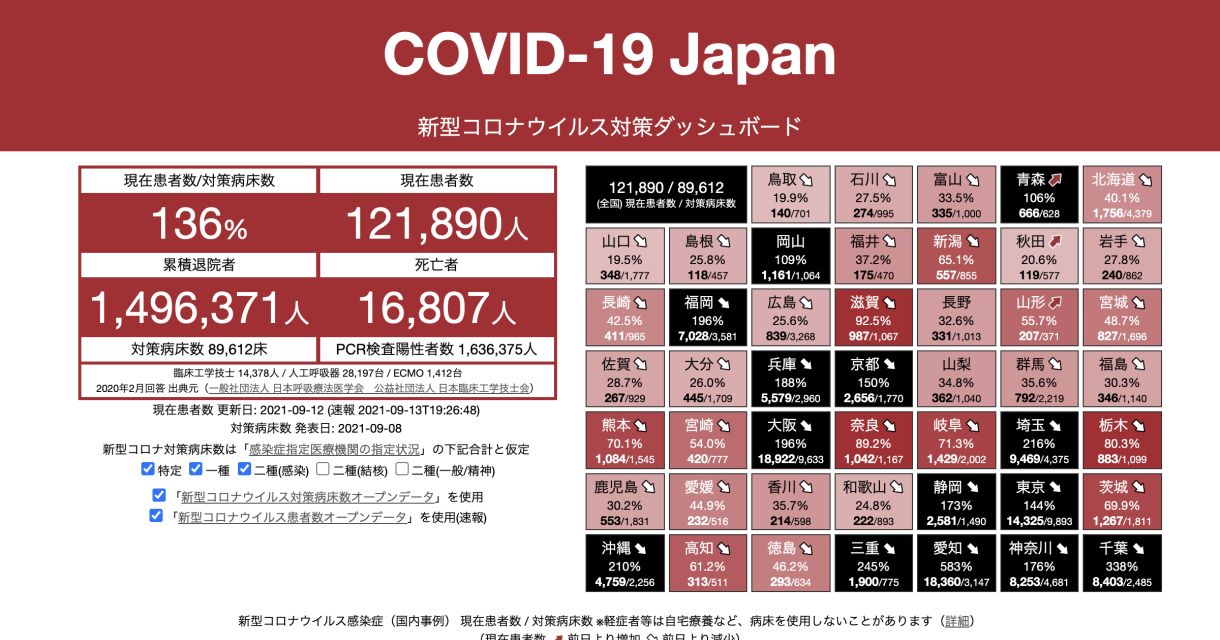 COVID-19 Japan
新型コロナウイルス対策ダッシュボード
現在患者数/対策病床数
現在患者数
136%
121,890人
累積退院者
死亡者
1,496,371人
16,807人
対策病床数 89,612床
PCR検査陽性者数 1,636,375人
臨床工学技士 14,378人 / 人工呼吸器 28,197台 / ECMO 1,412台
2020年2月回答 出典元（一般社団法人 日本呼吸療法医学会　公益社団法人 日本臨床工学技士会）
現在患者数 更新日: 2021-09-12 (速報 2021-09-13T19:26:48)
対策病床数 発表日: 2021-09-08
新型コロナ対策病床数は「感染症指定医療機関の指定状況」の下記合計と仮定
特定 一種 二種(感染) 二種(結核) 二種(一般/精神)
「新型コロナウイルス対策病床数オープンデータ」を使用
「新型コロナウイルス患者数オープンデータ」を使用(速報)
121,890 / 89,612
(全国) 現在患者数 / 対策病床数
鳥取
19.9%
140/701
石川
27.5%
274/995
富山
33.5%
335/1,000
青森
106%
666/628
北海道
40.1%
1,756/4,379
山口
19.5%
348/1,777
島根
25.8%
118/457
岡山
109%
1,161/1,064
福井
37.2%
175/470
新潟
65.1%
557/855
秋田
20.6%
119/577
岩手
27.8%
240/862
長崎
42.5%
411/965
福岡
196%
7,028/3,581
広島
25.6%
839/3,268
滋賀
92.5%
987/1,067
長野
32.6%
331/1,013
山形
55.7%
207/371
宮城
48.7%
827/1,696
佐賀
28.7%
267/929
大分
26.0%
445/1,709
兵庫
188%
5,579/2,960
京都
150%
2,656/1,770
山梨
34.8%
362/1,040
群馬
35.6%
792/2,219
福島
30.3%
346/1,140
熊本
70.1%
1,084/1,545
宮崎
54.0%
420/777
大阪
196%
18,922/9,633
奈良
89.2%
1,042/1,167
岐阜
71.3%
1,429/2,002
埼玉
216%
9,469/4,375
栃木
80.3%
883/1,099
鹿児島
30.2%
553/1,831
愛媛
44.9%
232/516
香川
35.7%
214/598
和歌山
24.8%
222/893
静岡
173%
2,581/1,490
東京
144%
14,325/9,893
茨城
69.9%
1,267/1,811
沖縄
210%
4,759/2,256
高知
61.2%
313/511
徳島
46.2%
293/634
三重
245%
1,900/775
愛知
583%
18,360/3,147
神奈川
176%
8,253/4,681
千葉
338%
8,403/2,485
新型コロナウイルス感染症（国内事例） 現在患者数 / 対策病床数 ※軽症者等は自宅療養など、病床を使用しないことがあります（詳細）
（現在患者数 前日より増加 前日より減少）